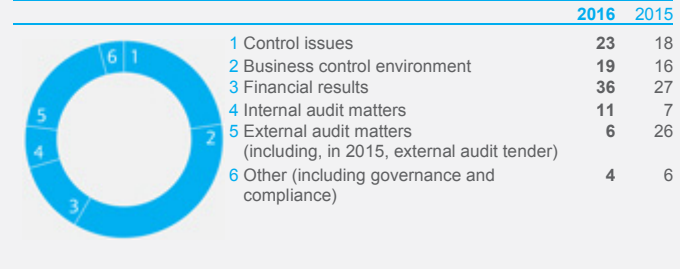 2016 2015
1 Control issues 23 18
2 Business control environment 19 16
3 Financial results 36 27
4 Internal audit matters 11 7
5 External audit matters 6 26
(including, in 2015, external audit tender)
6 Other (including governance and 4 6
compliance)
6 1
5
2
4
3